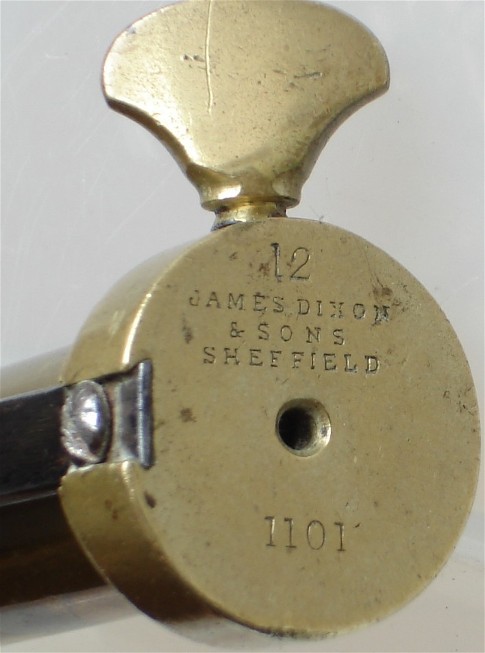 12
JAMES DIXON
& SONS
SHEFFIELD
1101